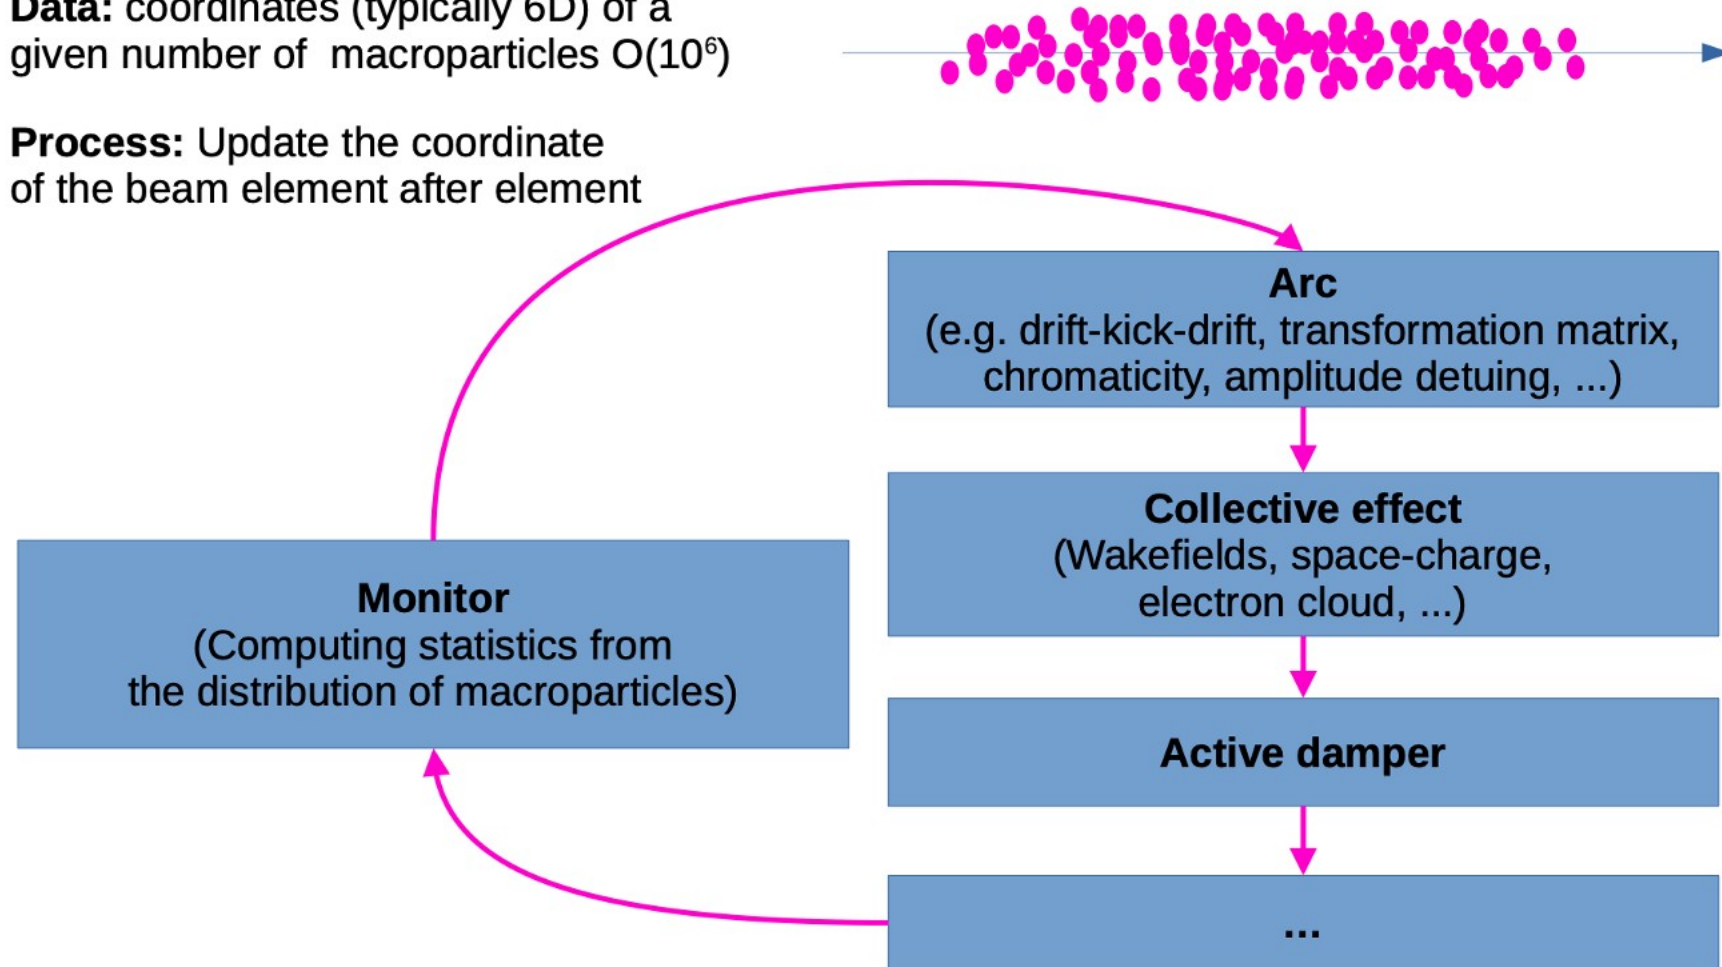 Data: coordinates (typically 6D) of a
given number of  macroparticles O(10⁶)
Process: Update the coordinate
of the beam element after element
Arc
(e.g. drift-kick-drift, transformation matrix,
chromaticity, amplitude detuing, ...)
Collective effect
(Wakefields, space-charge,
electron cloud, ...)
Monitor
(Computing statistics from
the distribution of macroparticles)
Active damper
...